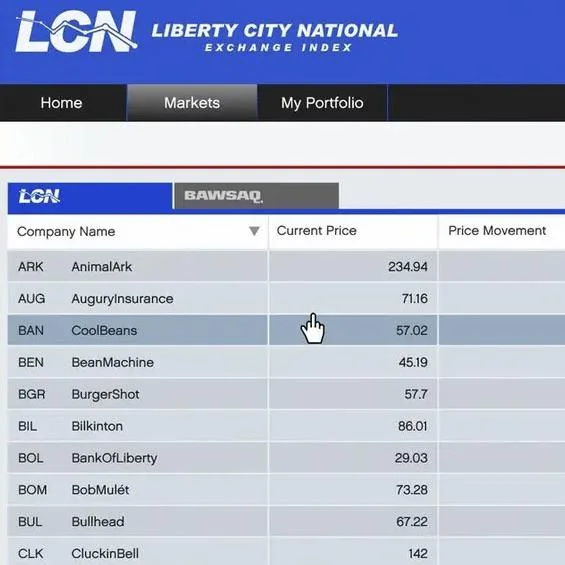 LCN LIBERTY CITY NATIONAL
EXCHANGE INDEX
Home Markets My Portfolio
LCN BAWSAQ
Company Name Current Price Price Movement
ARK AnimalArk 234.94
AUG AuguryInsurance 71.16
BAN CoolBeans 57.02
BEN BeanMachine 45.19
BGR BurgerShot 57.7
BIL Bilkinton 86.01
BOL BankOfLiberty 29.03
BOM BobMulét 73.28
BUL Bullhead 67.22
CLK CluckinBell 142